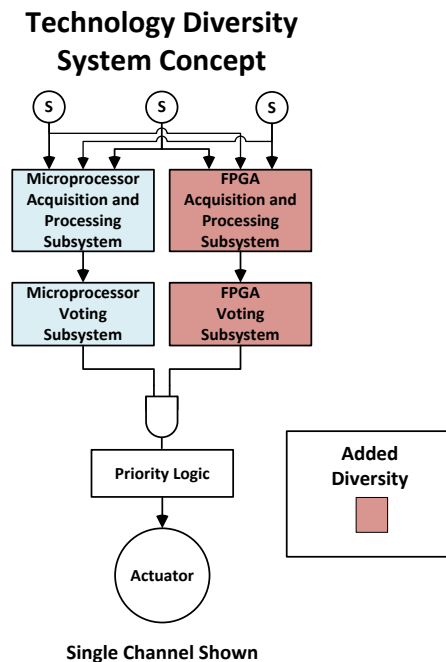 Technology Diversity
System Concept
S
S
S
Microprocessor
Acquisition and
Processing
Subsystem
FPGA
Acquisition and
Processing
Subsystem
Microprocessor
Voting
Subsystem
FPGA
Voting
Subsystem
Priority Logic
Added
Diversity
Actuator
Single Channel Shown